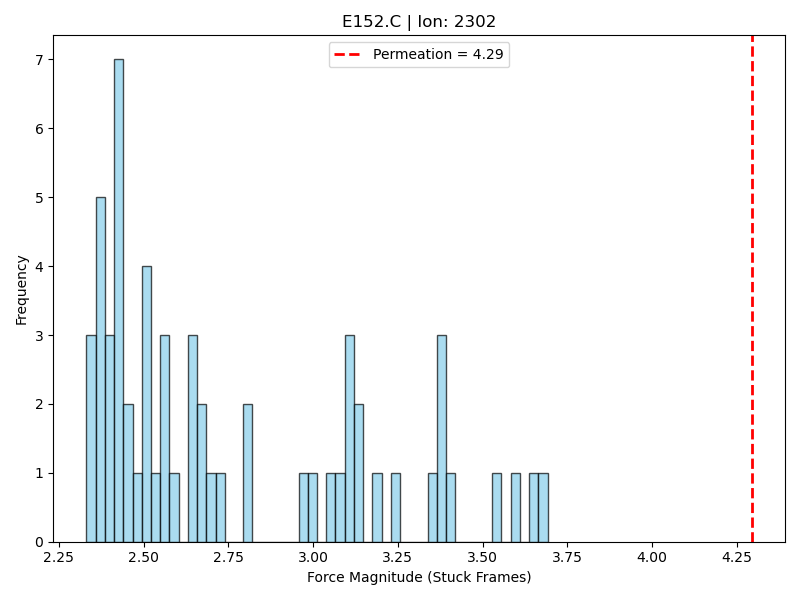 E152.C | Ion: 2302
Permeation = 4.29
Frequency
7
6
5
4
3
2
1
0
2.25 2.50 2.75 3.00 3.25 3.50 3.75 4.00 4.25
Force Magnitude (Stuck Frames)